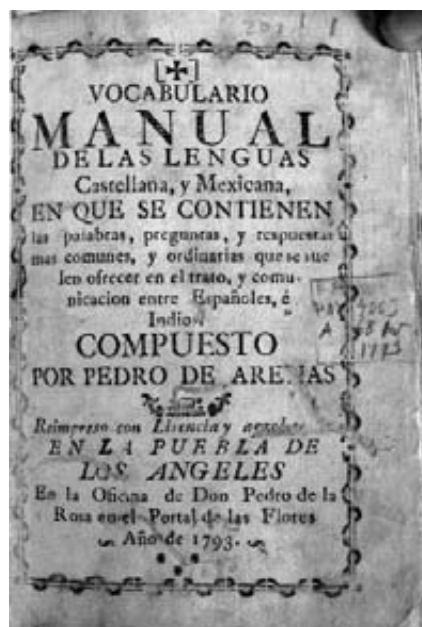 [✠]
VOCABULARIO
MANUAL
DE LAS LENGUAS
Castellana, y Mexicana,
EN QUE SE CONTIENEN
las palabras, preguntas, y respuestas
mas comunes, y ordinarias que se sue
len ofrecer en el trato, y comu-
nicacion entre Españoles, é
Indios
COMPUESTO
POR PEDRO DE ARENAS
Reimpreso con Licencia y
EN LA PUEBLA DE
LOS ANGELES
En la Oficina de Don Pedro de la
Rosa en el Portal de las Flores
Año de 1793.